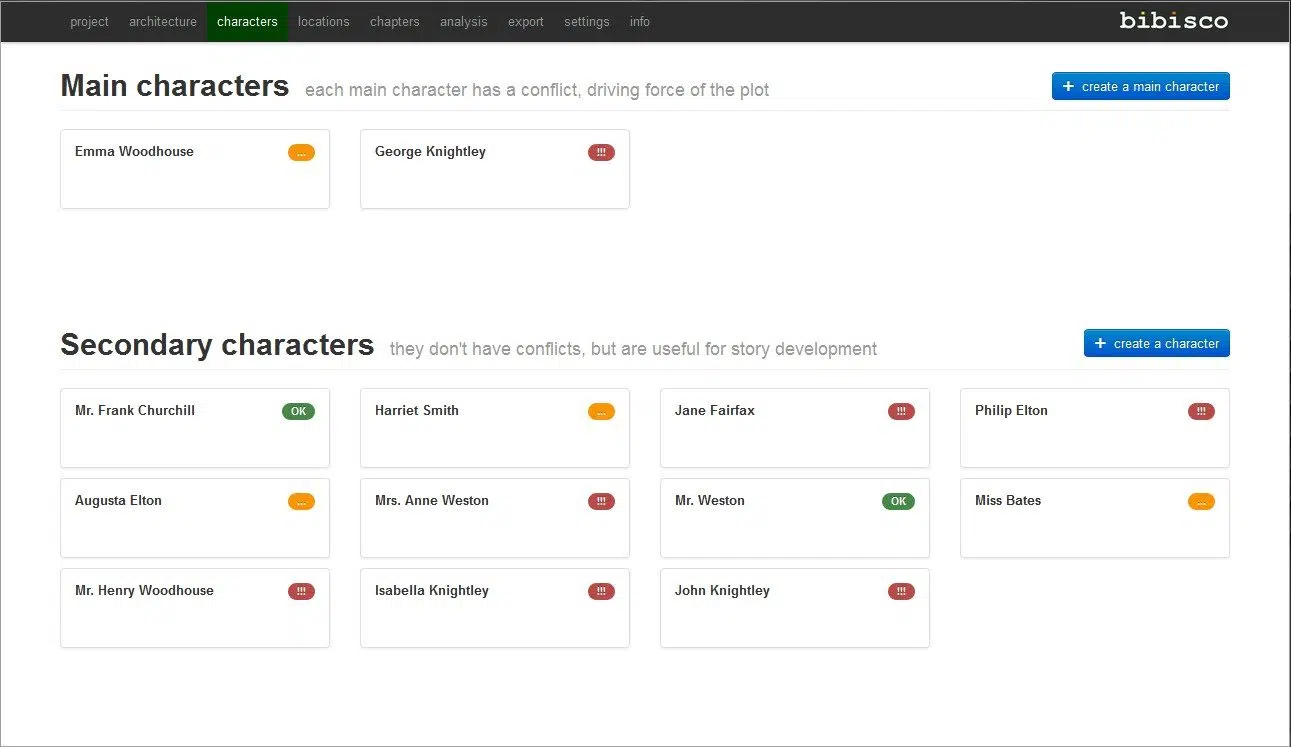 project architecture characters locations chapters analysis export settings info bibisco
Main characters each main character has a conflict, driving force of the plot + create a main character
Emma Woodhouse ... George Knightley !!!
Secondary characters they don't have conflicts, but are useful for story development + create a character
Mr. Frank Churchill OK Harriet Smith ... Jane Fairfax !!! Philip Elton !!!
Augusta Elton ... Mrs. Anne Weston !!! Mr. Weston OK Miss Bates ...
Mr. Henry Woodhouse !!! Isabella Knightley !!! John Knightley !!!